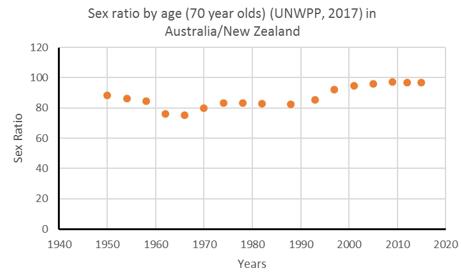 Sex ratio by age (70 year olds) (UNWPP, 2017) in
Australia/New Zealand
120
100
80
60
40
20
0
Sex Ratio
1940 1950 1960 1970 1980 1990 2000 2010 2020
Years